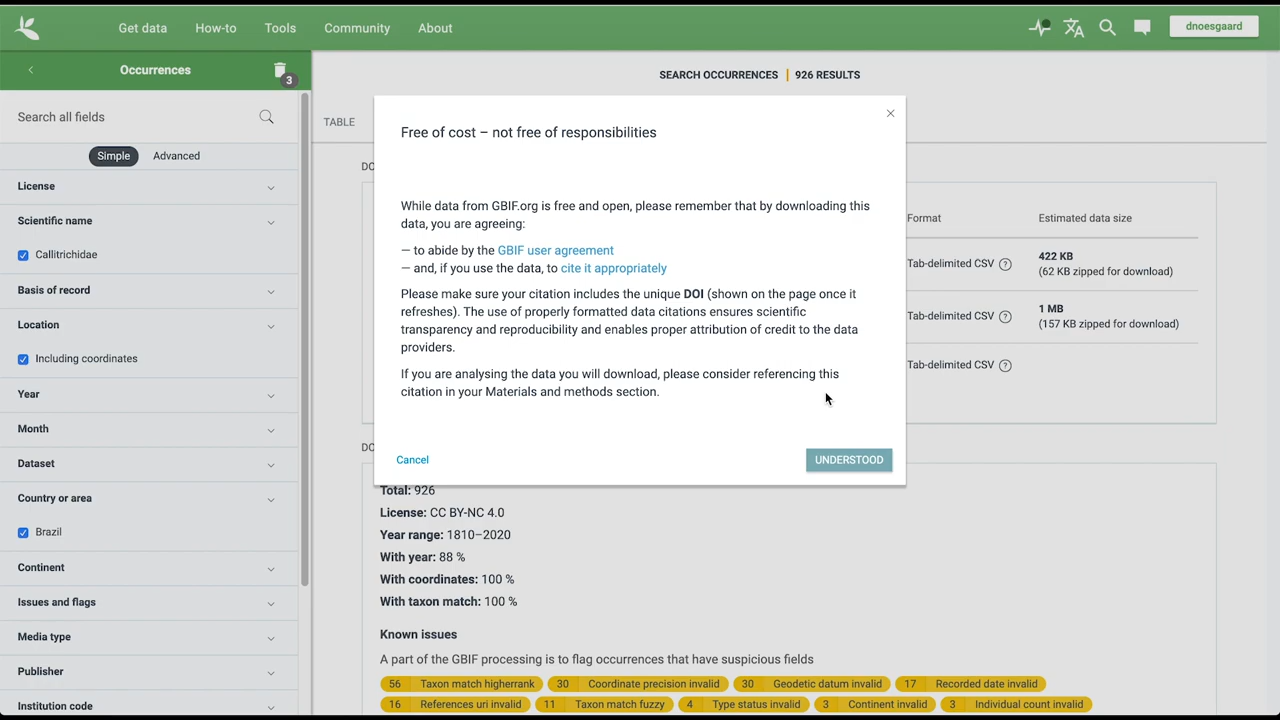 Get data How-to Tools Community About
dnoesgaard
Occurrences
3
Search all fields
Simple Advanced
License
Scientific name
Callitrichidae
Basis of record
Location
Including coordinates
Year
Month
Dataset
Country or area
Brazil
Continent
Issues and flags
Media type
Publisher
Institution code
SEARCH OCCURRENCES | 926 RESULTS
TABLE
DO
Free of cost – not free of responsibilities
While data from GBIF.org is free and open, please remember that by downloading this
data, you are agreeing:
— to abide by the GBIF user agreement
— and, if you use the data, to cite it appropriately
Please make sure your citation includes the unique DOI (shown on the page once it
refreshes). The use of properly formatted data citations ensures scientific
transparency and reproducibility and enables proper attribution of credit to the data
providers.
If you are analysing the data you will download, please consider referencing this
citation in your Materials and methods section.
Cancel UNDERSTOOD
Format Estimated data size
Tab-delimited CSV ? 422 KB
(62 KB zipped for download)
Tab-delimited CSV ? 1 MB
(157 KB zipped for download)
Tab-delimited CSV ?
DO
Total: 926
License: CC BY-NC 4.0
Year range: 1810–2020
With year: 88 %
With coordinates: 100 %
With taxon match: 100 %
Known issues
A part of the GBIF processing is to flag occurrences that have suspicious fields
56 Taxon match higherrank 30 Coordinate precision invalid 30 Geodetic datum invalid 17 Recorded date invalid
16 References uri invalid 11 Taxon match fuzzy 4 Type status invalid 3 Continent invalid 3 Individual count invalid